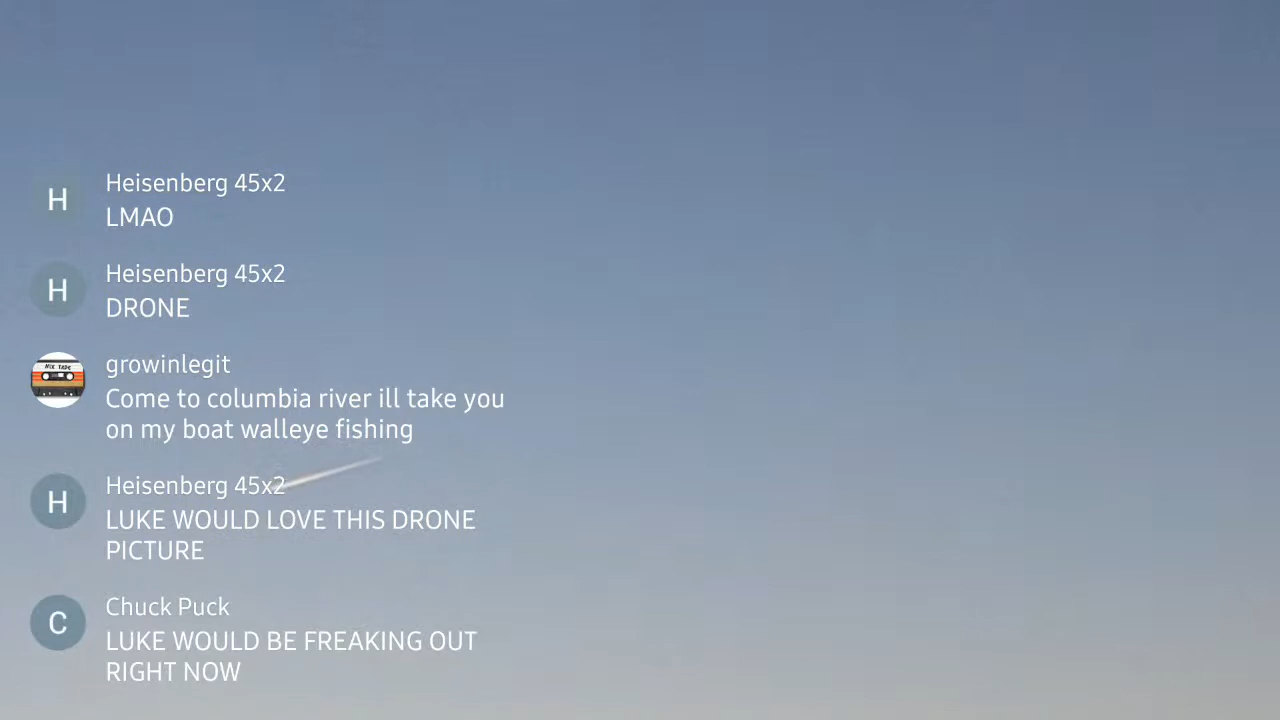 H
Heisenberg 45x2
LMAO
H
Heisenberg 45x2
DRONE
MIX TAPE
growinlegit
Come to columbia river ill take you
on my boat walleye fishing
H
Heisenberg 45x2
LUKE WOULD LOVE THIS DRONE
PICTURE
C
Chuck Puck
LUKE WOULD BE FREAKING OUT
RIGHT NOW